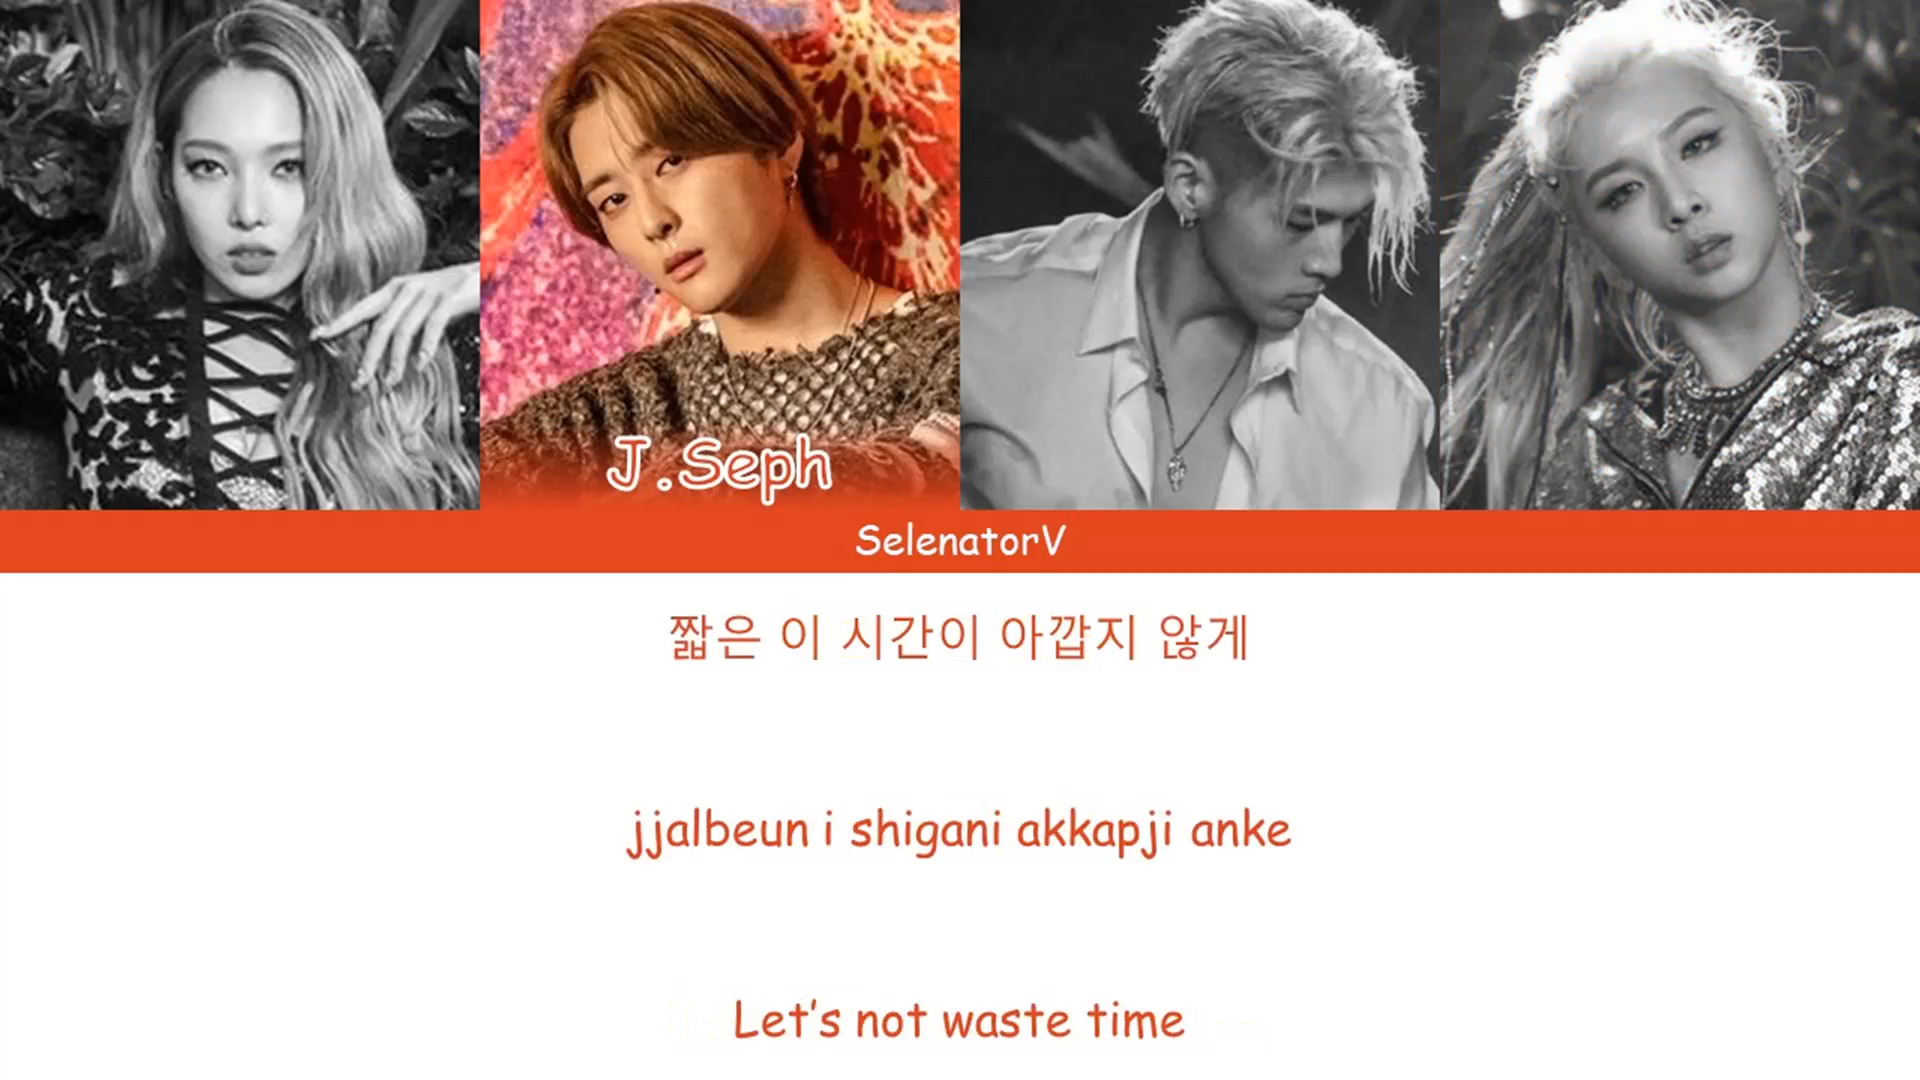 J.Seph
SelenatorV
짧은 이 시간이 아깝지 않게
jjalbeun i shigani akkapji anke
Let's not waste time